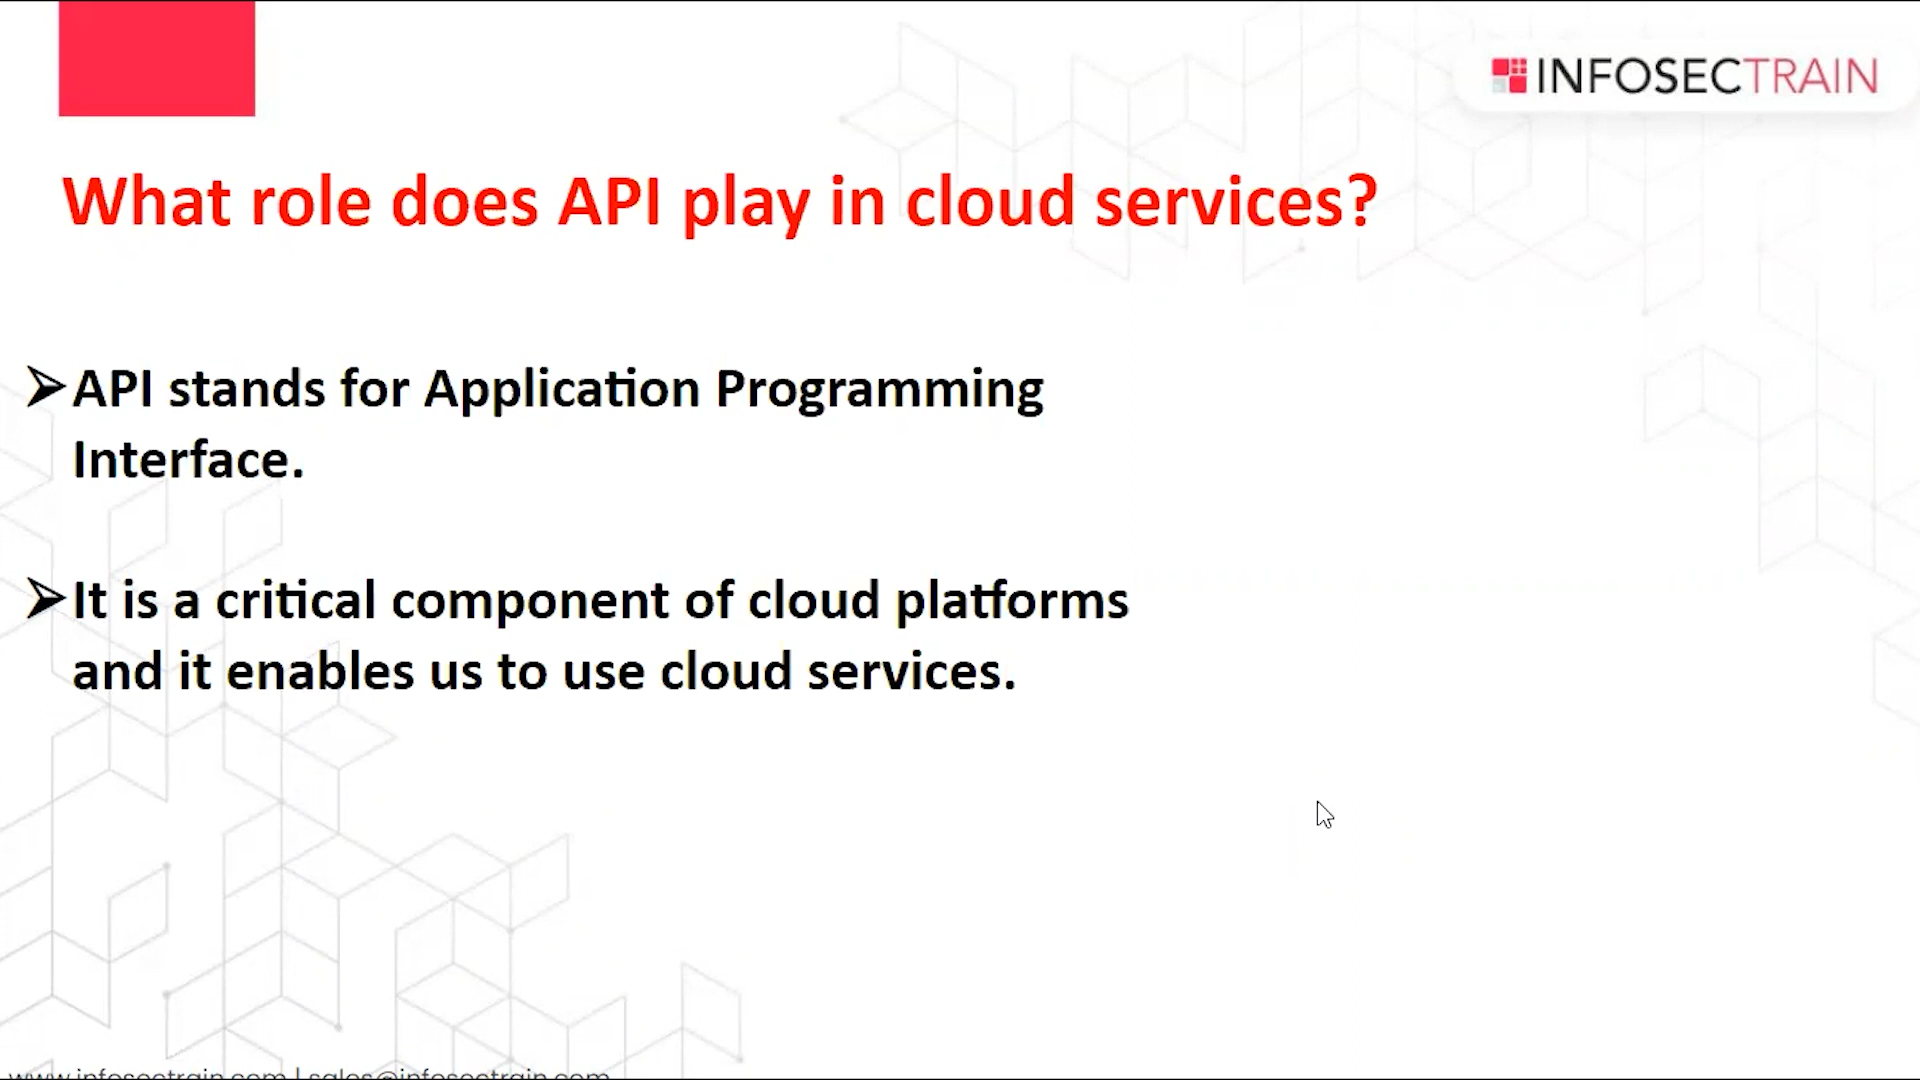 INFOSECTRAIN
What role does API play in cloud services?
➢API stands for Application Programming
Interface.
➢It is a critical component of cloud platforms
and it enables us to use cloud services.
www.infosectrain.com | sales@infosectrain.com